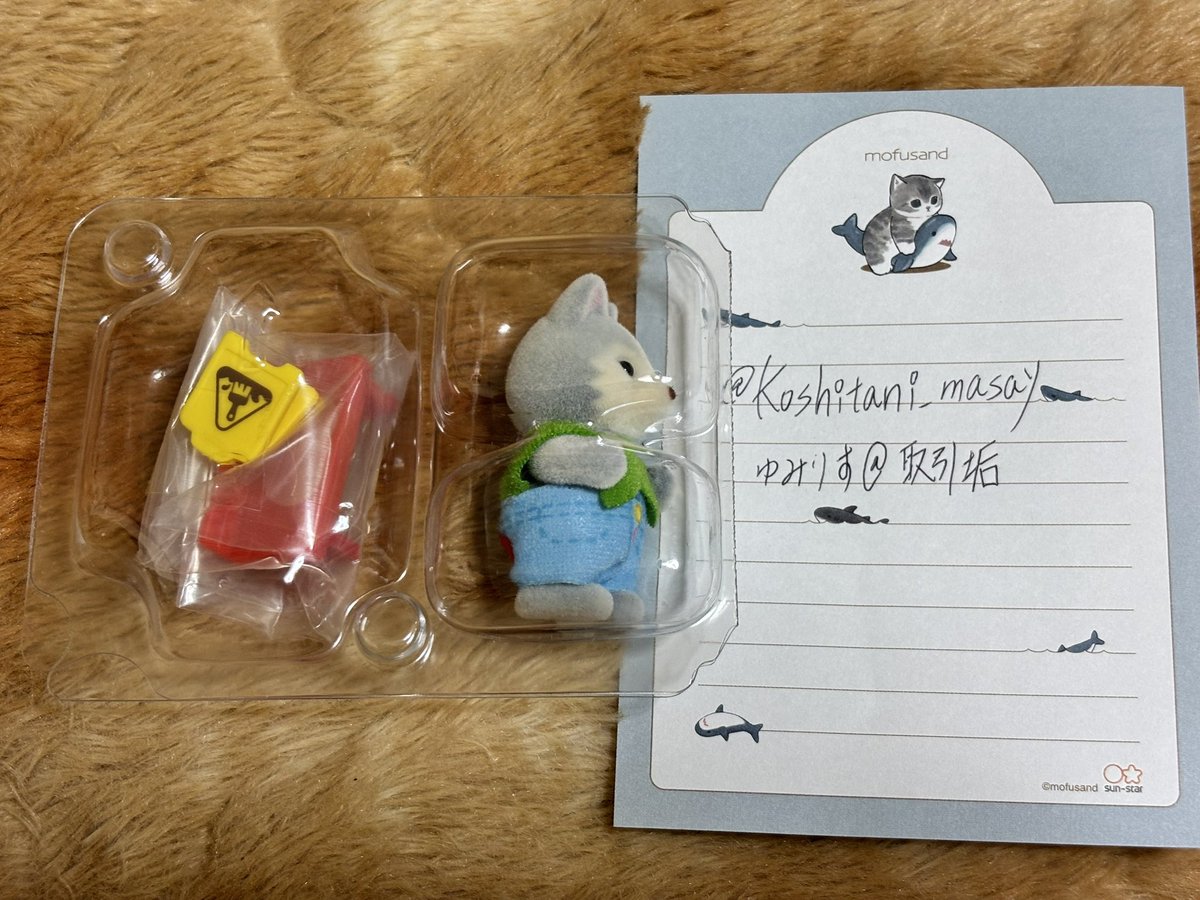 mofusand
@Koshitani_masay
ゆみりす@取引垢
©mofusand sun-star